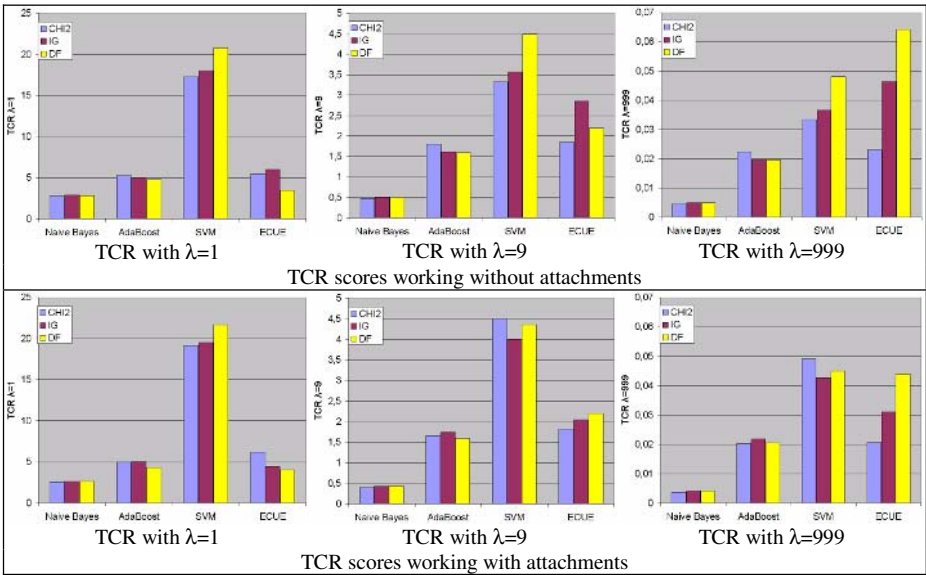 25
20
15
10
5
0
TCR λ=1
CHI2
IG
DF
Naive Bayes AdaBoost SVM ECUE
TCR with λ=1
5
4,5
4
3,5
3
2,5
2
1,5
1
0,5
0
TCR λ=9
CHI2
IG
DF
Naive Bayes AdaBoost SVM ECUE
TCR with λ=9
0,07
0,06
0,05
0,04
0,03
0,02
0,01
0
TCR λ=999
CHI2
IG
DF
Naive Bayes AdaBoost SVM ECUE
TCR with λ=999
TCR scores working without attachments
25
20
15
10
5
0
TCR λ=1
CHI2
IG
DF
Naive Bayes AdaBoost SVM ECUE
TCR with λ=1
5
4,5
4
3,5
3
2,5
2
1,5
1
0,5
0
TCR λ=9
CHI2
IG
DF
Naive Bayes AdaBoost SVM ECUE
TCR with λ=9
0,07
0,06
0,05
0,04
0,03
0,02
0,01
0
TCR λ=999
CHI2
IG
DF
Naive Bayes AdaBoost SVM ECUE
TCR with λ=999
TCR scores working with attachments